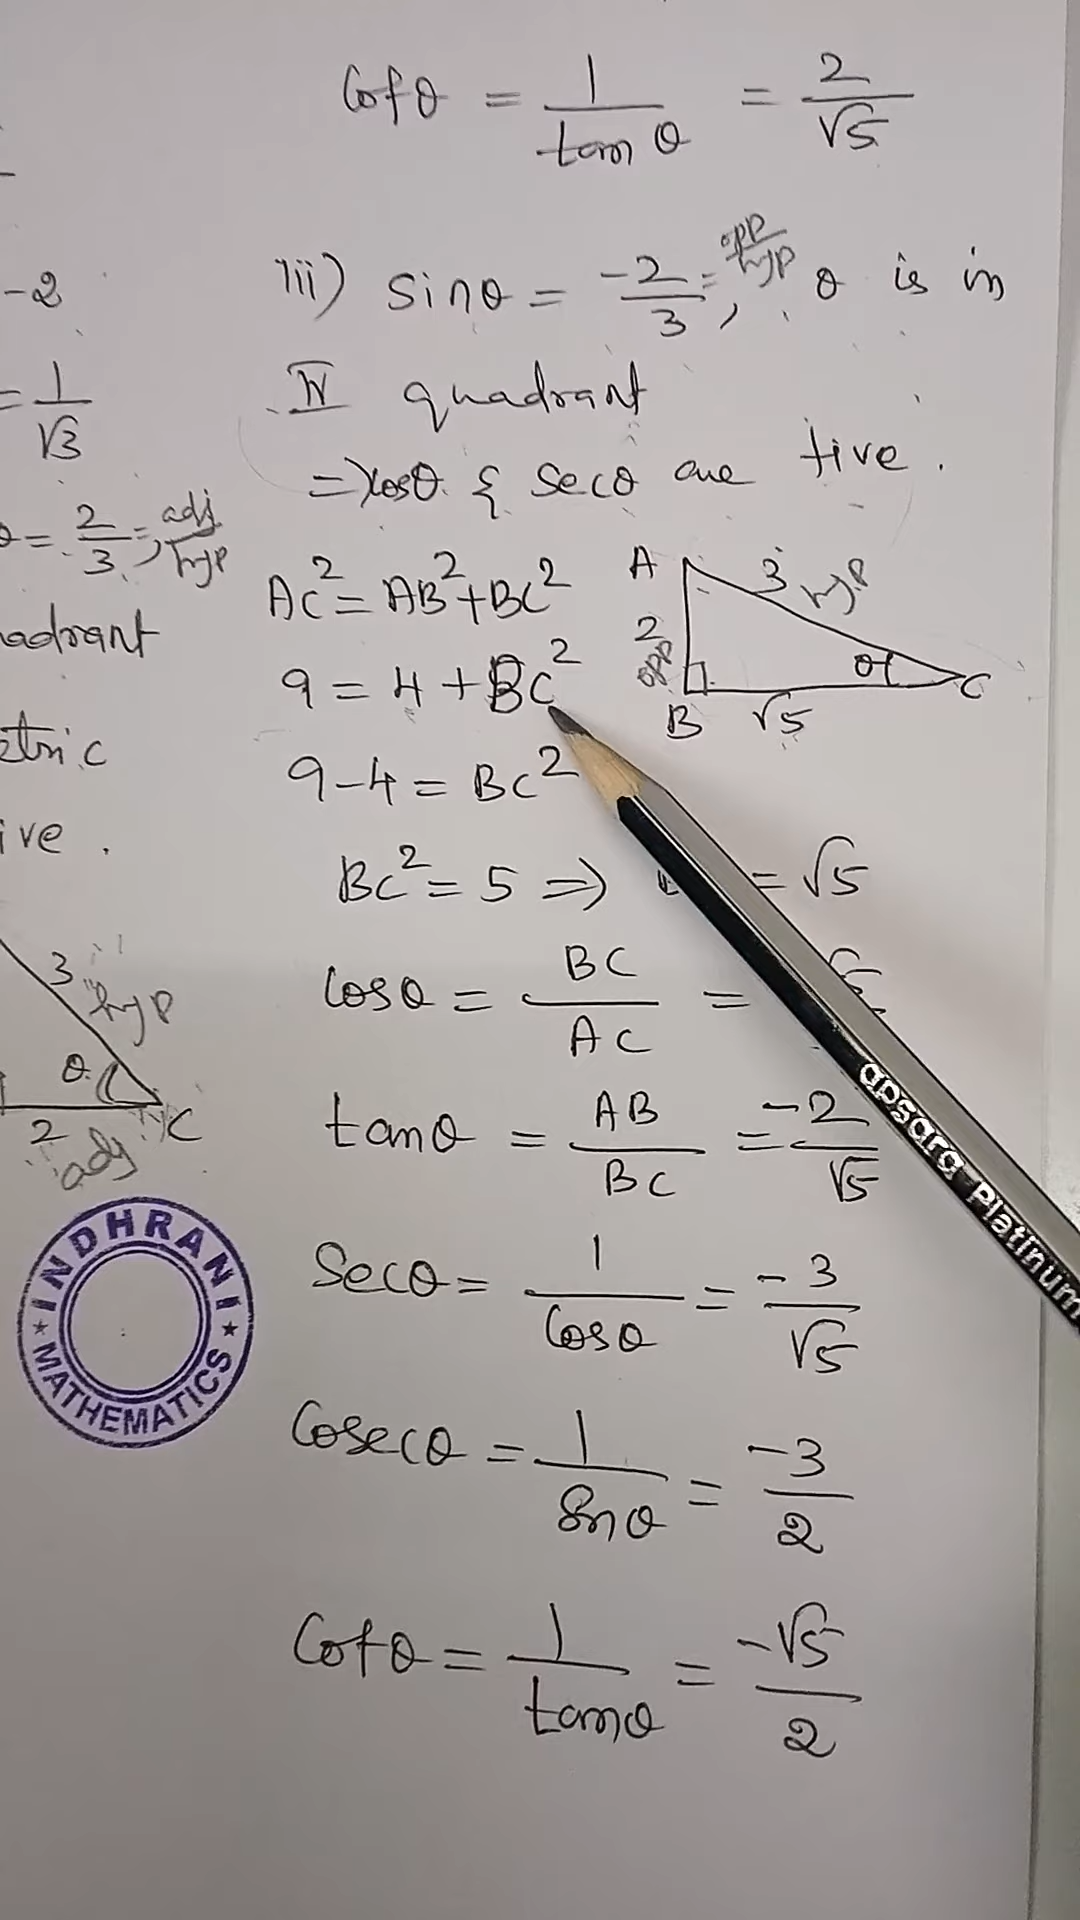 Cotθ = 1/tanθ = 2/√5
iii) sinθ = -2/3 = opp/hyp, θ is in
IV quadrant
⇒ cosθ & secθ are +ive.
AC² = AB² + BC²
9 = 4 + BC²
9-4 = BC²
BC² = 5 ⇒ = √5
Cosθ = BC/AC =
tanθ = AB/BC = -2/√5
Secθ = 1/Cosθ = -3/√5
Cosecθ = 1/Sinθ = -3/2
Cotθ = 1/tanθ = -√5/2
A 3 hyp
2 opp θ
B √5 C
-2
= 1/√3
θ = 2/3 =, adj/hyp
adrant
etric
ive.
3 hyp
θ
2 C
adj
INDHRANI
★ MATHEMATICS ★
apsara Platinum